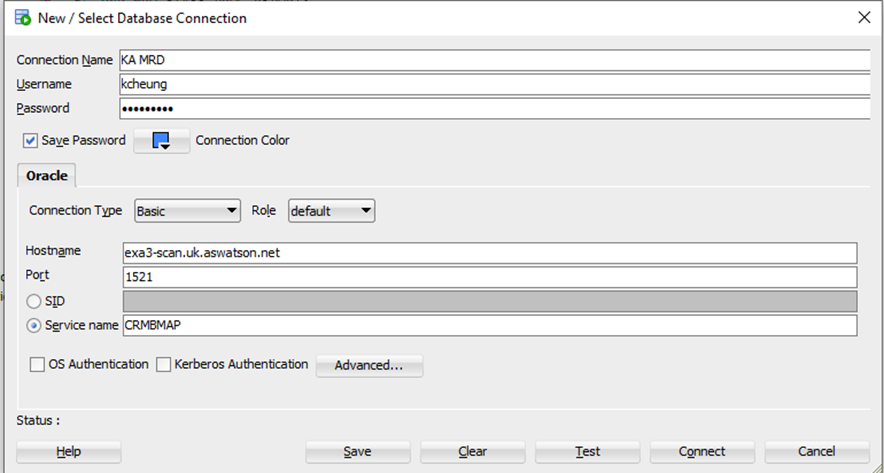 New / Select Database Connection
Connection Name KA MRD
Username kcheung
Password •••••••••
Save Password Connection Color
Oracle
Connection Type Basic Role default
Hostname exa3-scan.uk.aswatson.net
Port 1521
SID
Service name CRMBMAP
OS Authentication Kerberos Authentication Advanced...
Status :
Help Save Clear Test Connect Cancel